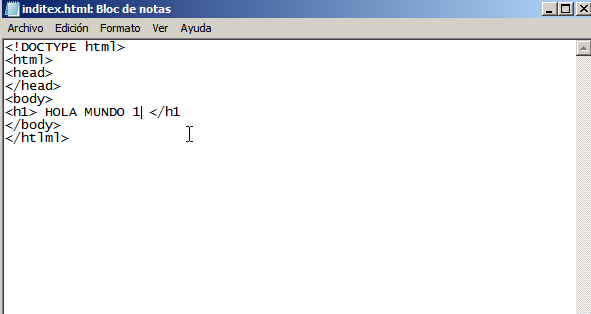 inditex.html: Bloc de notas
Archivo Edición Formato Ver Ayuda
<!DOCTYPE html>
<html>
<head>
</head>
<body>
<h1> HOLA MUNDO 1 </h1
</body>
</htlml>